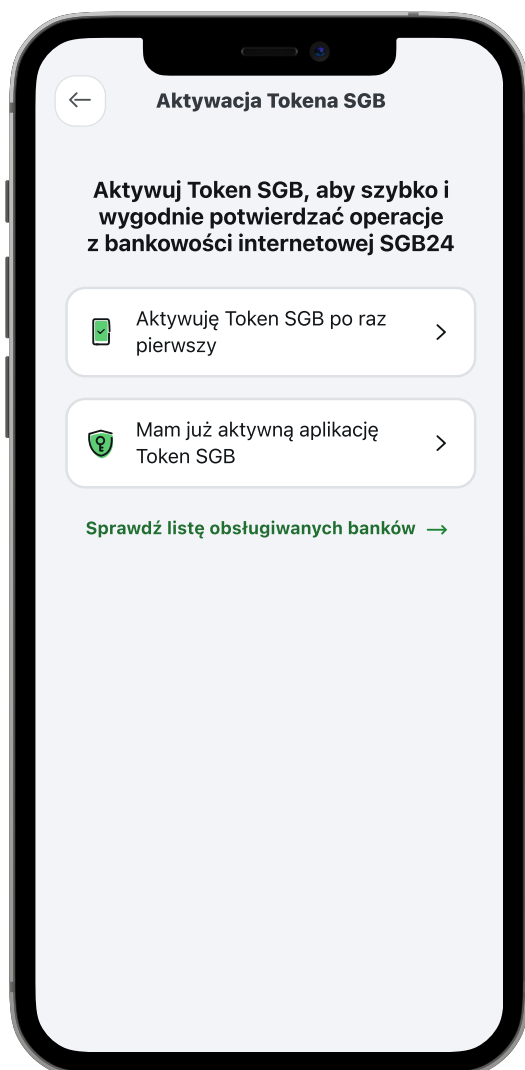 Aktywacja Tokena SGB
Aktywuj Token SGB, aby szybko i
wygodnie potwierdzać operacje
z bankowości internetowej SGB24
Aktywuję Token SGB po raz
pierwszy
Mam już aktywną aplikację
Token SGB
Sprawdź listę obsługiwanych banków